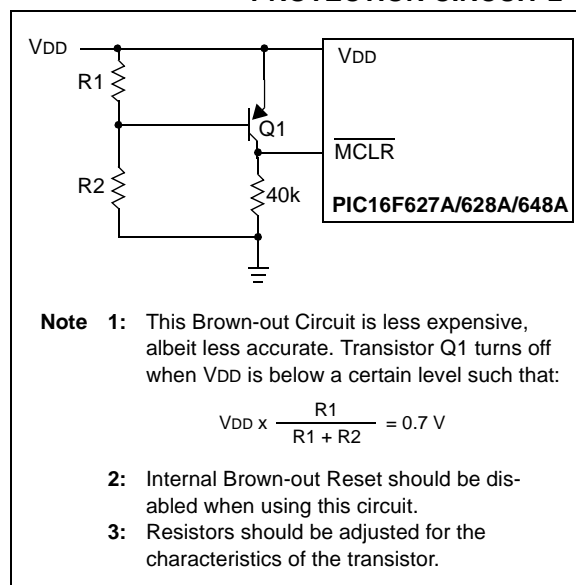 VDD
VDD
R1
Q1
MCLR
R2
40k
PIC16F627A/628A/648A
Note 1: This Brown-out Circuit is less expensive,
albeit less accurate. Transistor Q1 turns off
when VDD is below a certain level such that:
VDD x R1 / R1 + R2 = 0.7 V
2: Internal Brown-out Reset should be dis-
abled when using this circuit.
3: Resistors should be adjusted for the
characteristics of the transistor.